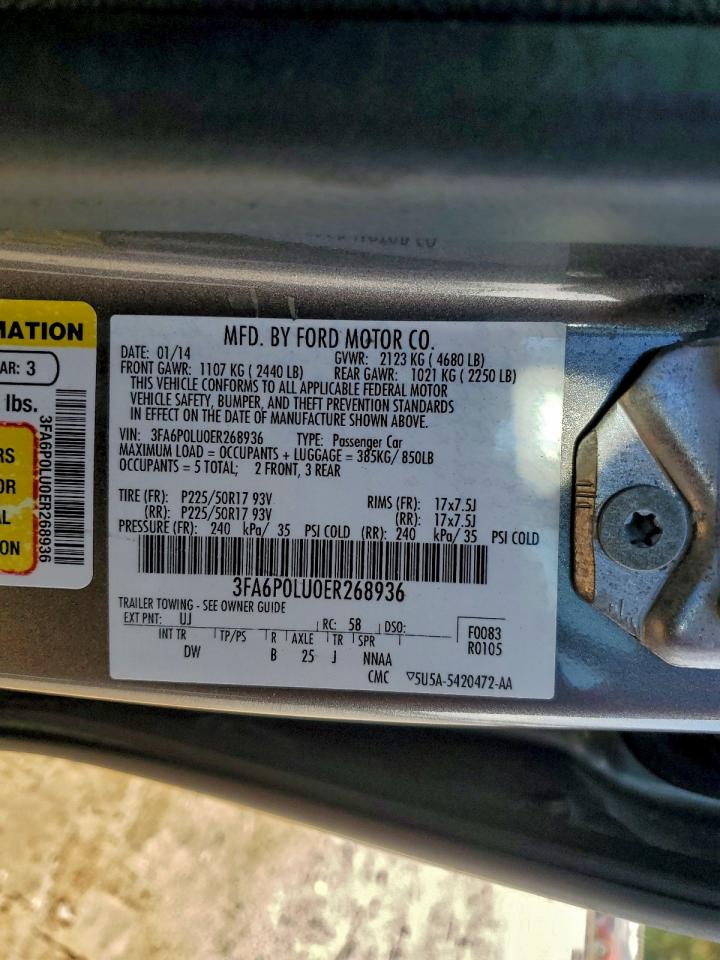 MATION
AR: 3
lbs.
RS
OR
AL
ON
3FA6P0LU0ER268936
MFD. BY FORD MOTOR CO.
DATE: 01/14 GVWR: 2123 KG ( 4680 LB)
FRONT GAWR: 1107 KG ( 2440 LB) REAR GAWR: 1021 KG ( 2250 LB)
THIS VEHICLE CONFORMS TO ALL APPLICABLE FEDERAL MOTOR
VEHICLE SAFETY, BUMPER, AND THEFT PREVENTION STANDARDS
IN EFFECT ON THE DATE OF MANUFACTURE SHOWN ABOVE.
VIN: 3FA6P0LU0ER268936 TYPE: Passenger Car
MAXIMUM LOAD = OCCUPANTS + LUGGAGE = 385KG/ 850LB
OCCUPANTS = 5 TOTAL; 2 FRONT, 3 REAR
TIRE (FR): P225/50R17 93V RIMS (FR): 17x7.5J
(RR): P225/50R17 93V (RR): 17x7.5J
PRESSURE (FR): 240 kPa/ 35 PSI COLD (RR): 240 kPa/ 35 PSI COLD
3FA6P0LU0ER268936
TRAILER TOWING - SEE OWNER GUIDE
EXT PNT: UJ RC: 58 DSO: F0083
INT TR TP/PS R AXLE TR SPR R0105
DW B 25 J NNAA
CMC ▽5U5A-5420472-AA